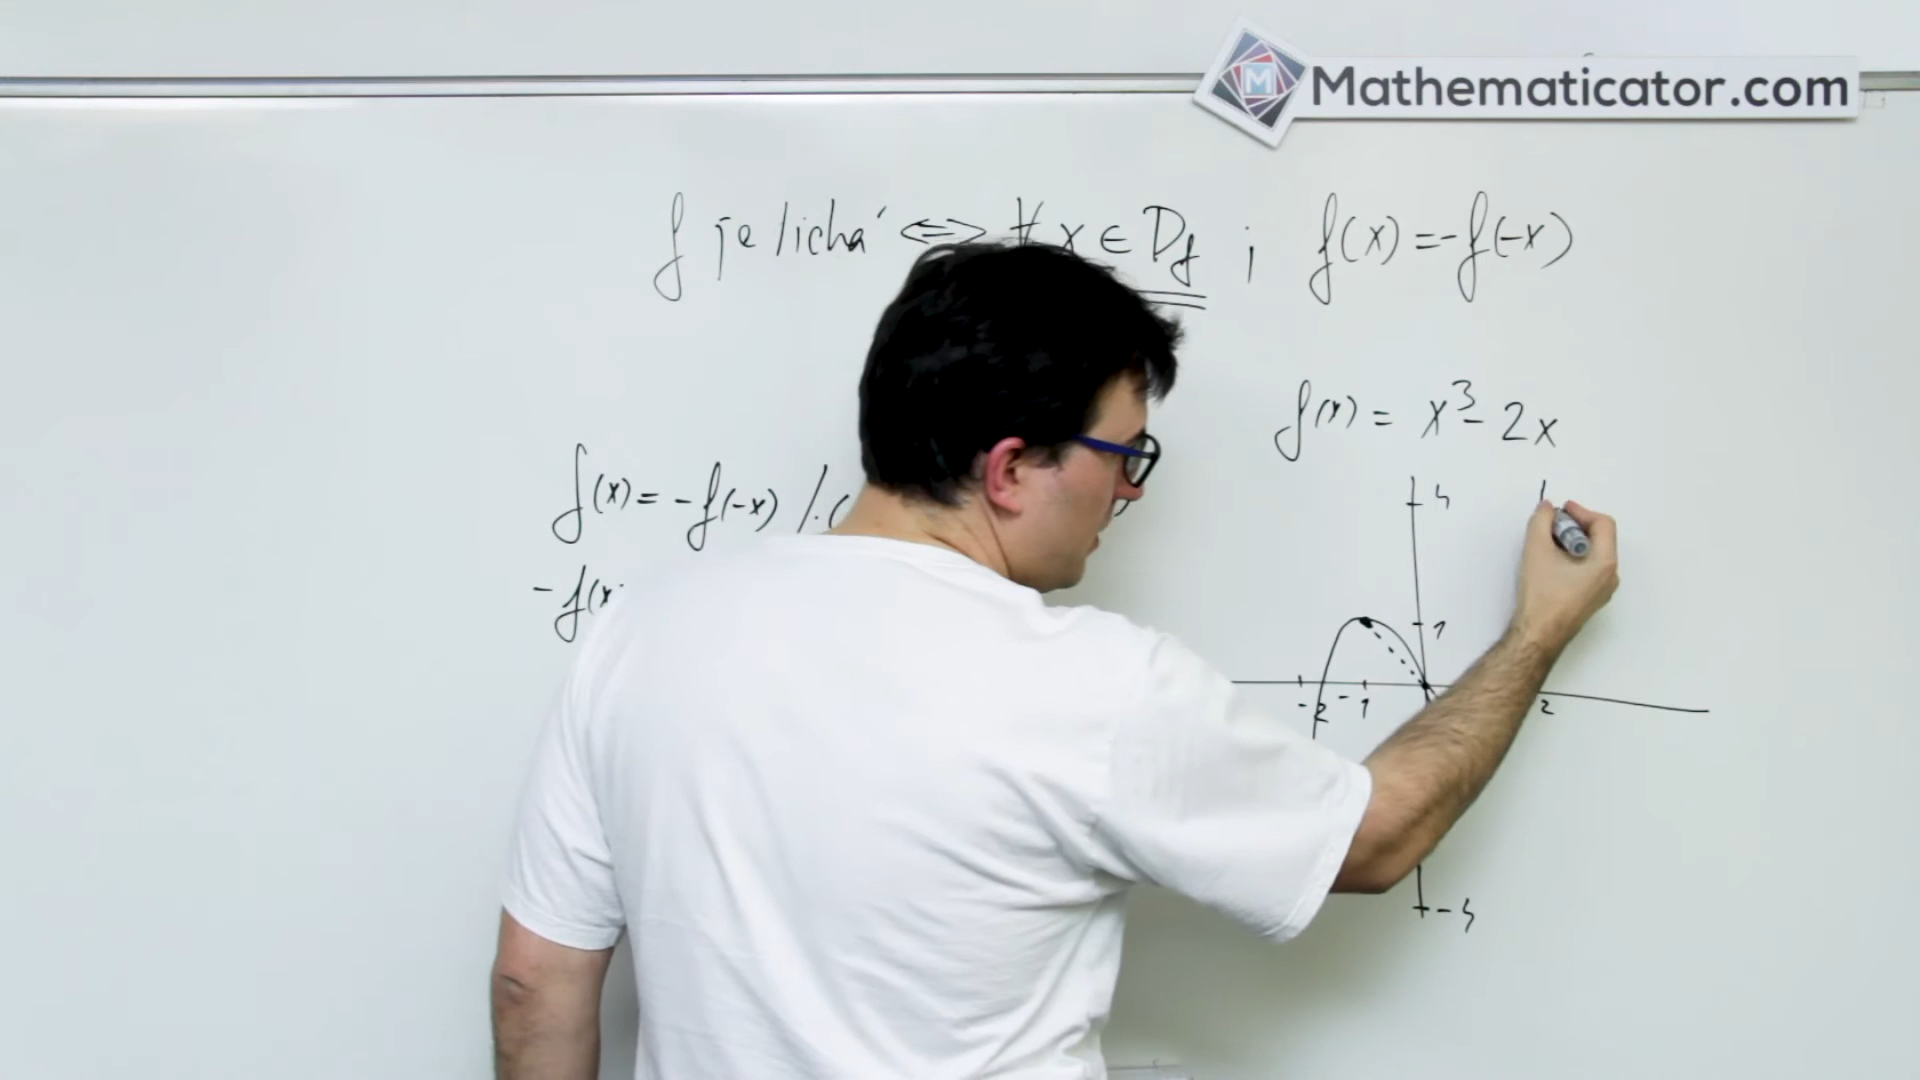 Mathematicator.com
f je lichá ⇔ ∀ x ∈ D_f ; f(x) = -f(-x)
f(x) = x³ - 2x
f(x) = -f(-x) /·(
-f(x
4
1
-2 -1 2
-4